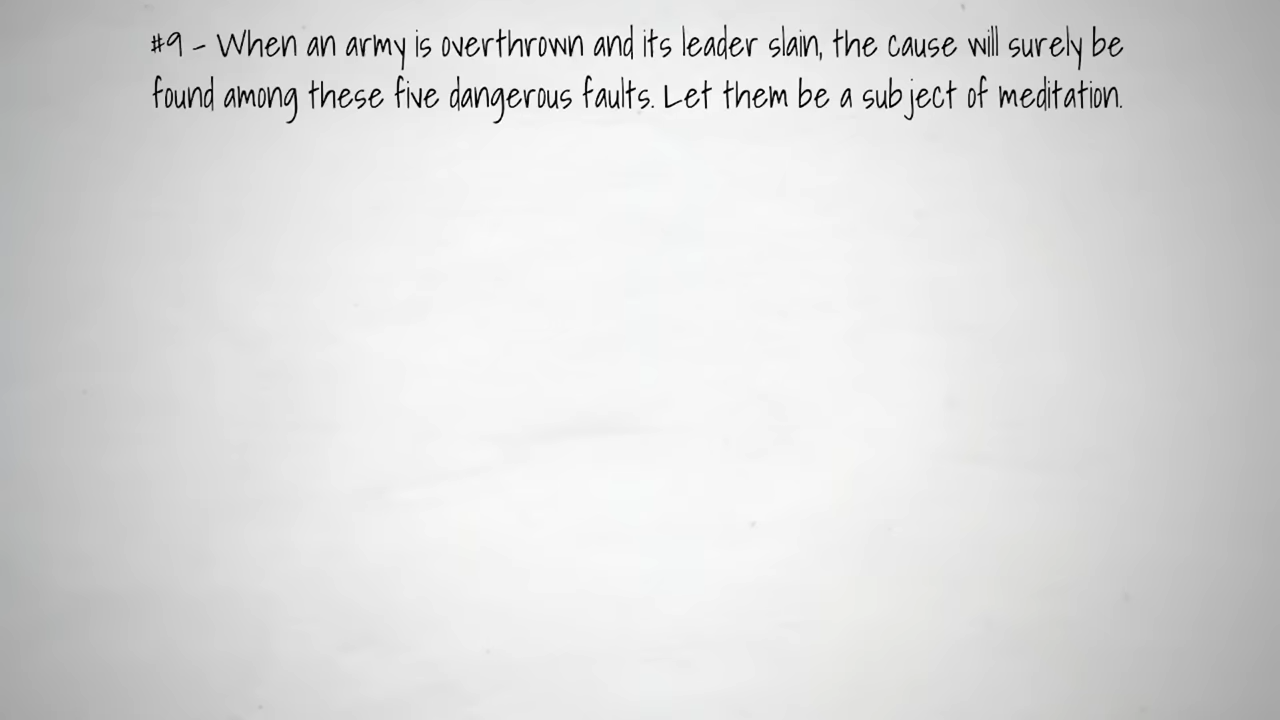 #9 - When an army is overthrown and its leader slain, the cause will surely be
found among these five dangerous faults. Let them be a subject of meditation.